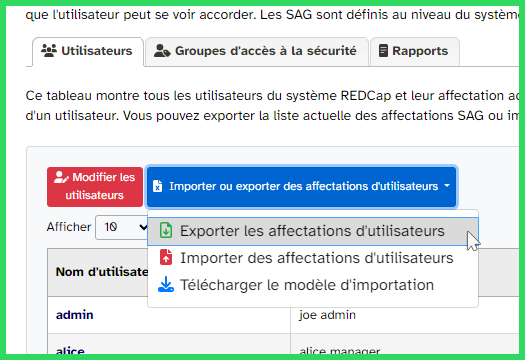 que l'utilisateur peut se voir accorder. Les SAG sont définis au niveau du système
Utilisateurs
Groupes d'accès à la sécurité
Rapports
Ce tableau montre tous les utilisateurs du système REDCap et leur affectation
d'un utilisateur. Vous pouvez exporter la liste actuelle des affectations SAG ou
Modifier les
utilisateurs
Importer ou exporter des affectations d'utilisateurs
Afficher 10
Exporter les affectations d'utilisateurs
Importer des affectations d'utilisateurs
Télécharger le modèle d'importation
Nom d'utilisate
admin joe admin
alice alice manager